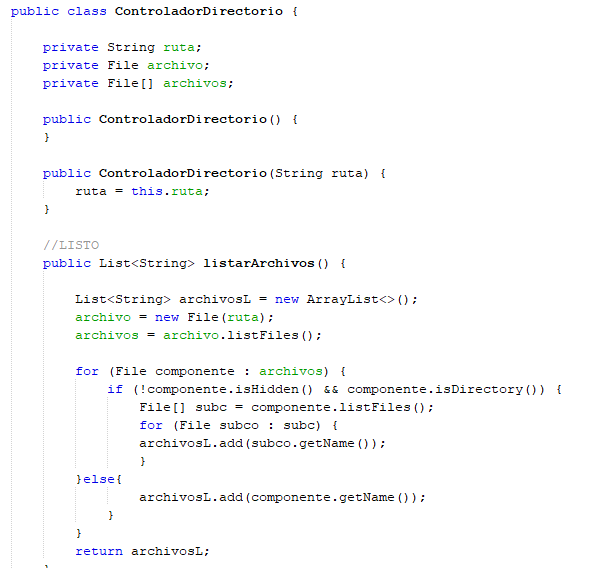 public class ControladorDirectorio {
private String ruta;
private File archivo;
private File[] archivos;
public ControladorDirectorio() {
}
public ControladorDirectorio(String ruta) {
ruta = this.ruta;
}
//LISTO
public List<String> listarArchivos() {
List<String> archivosL = new ArrayList<>();
archivo = new File(ruta);
archivos = archivo.listFiles();
for (File componente : archivos) {
if (!componente.isHidden() && componente.isDirectory()) {
File[] subc = componente.listFiles();
for (File subco : subc) {
archivosL.add(subco.getName());
}
}else{
archivosL.add(componente.getName());
}
}
return archivosL;